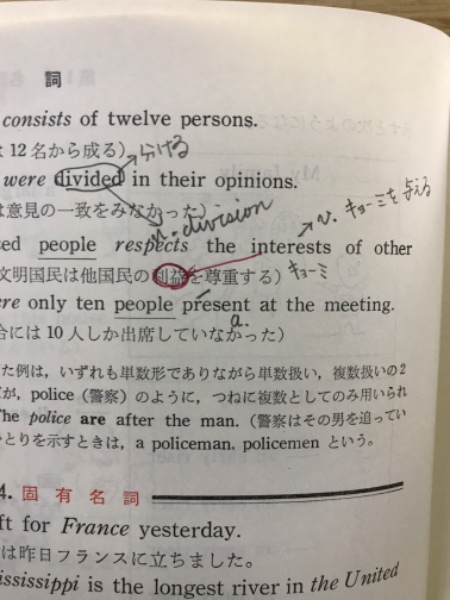 詞
consists of twelve persons.
12名から成る) 分ける
were divided in their opinions.
は意見の一致をみなかった) n. division v. キョーミを与える
people respects the interests of other
文明国民は他国民の利益を尊重する) キョーミ
only ten people present at the meeting.
a.
合には10人しか出席していなかった)
た例は，いずれも単数形でありながら単数扱い，複数扱いの2
が，police（警察）のように，つねに複数としてのみ用いられ
The police are after the man.（警察はその男を追ってい
とりを示すときは，a policeman, policemen という。
4. 固有名詞
for France yesterday.
は昨日フランスに立ちました。
ississippi is the longest river in the United